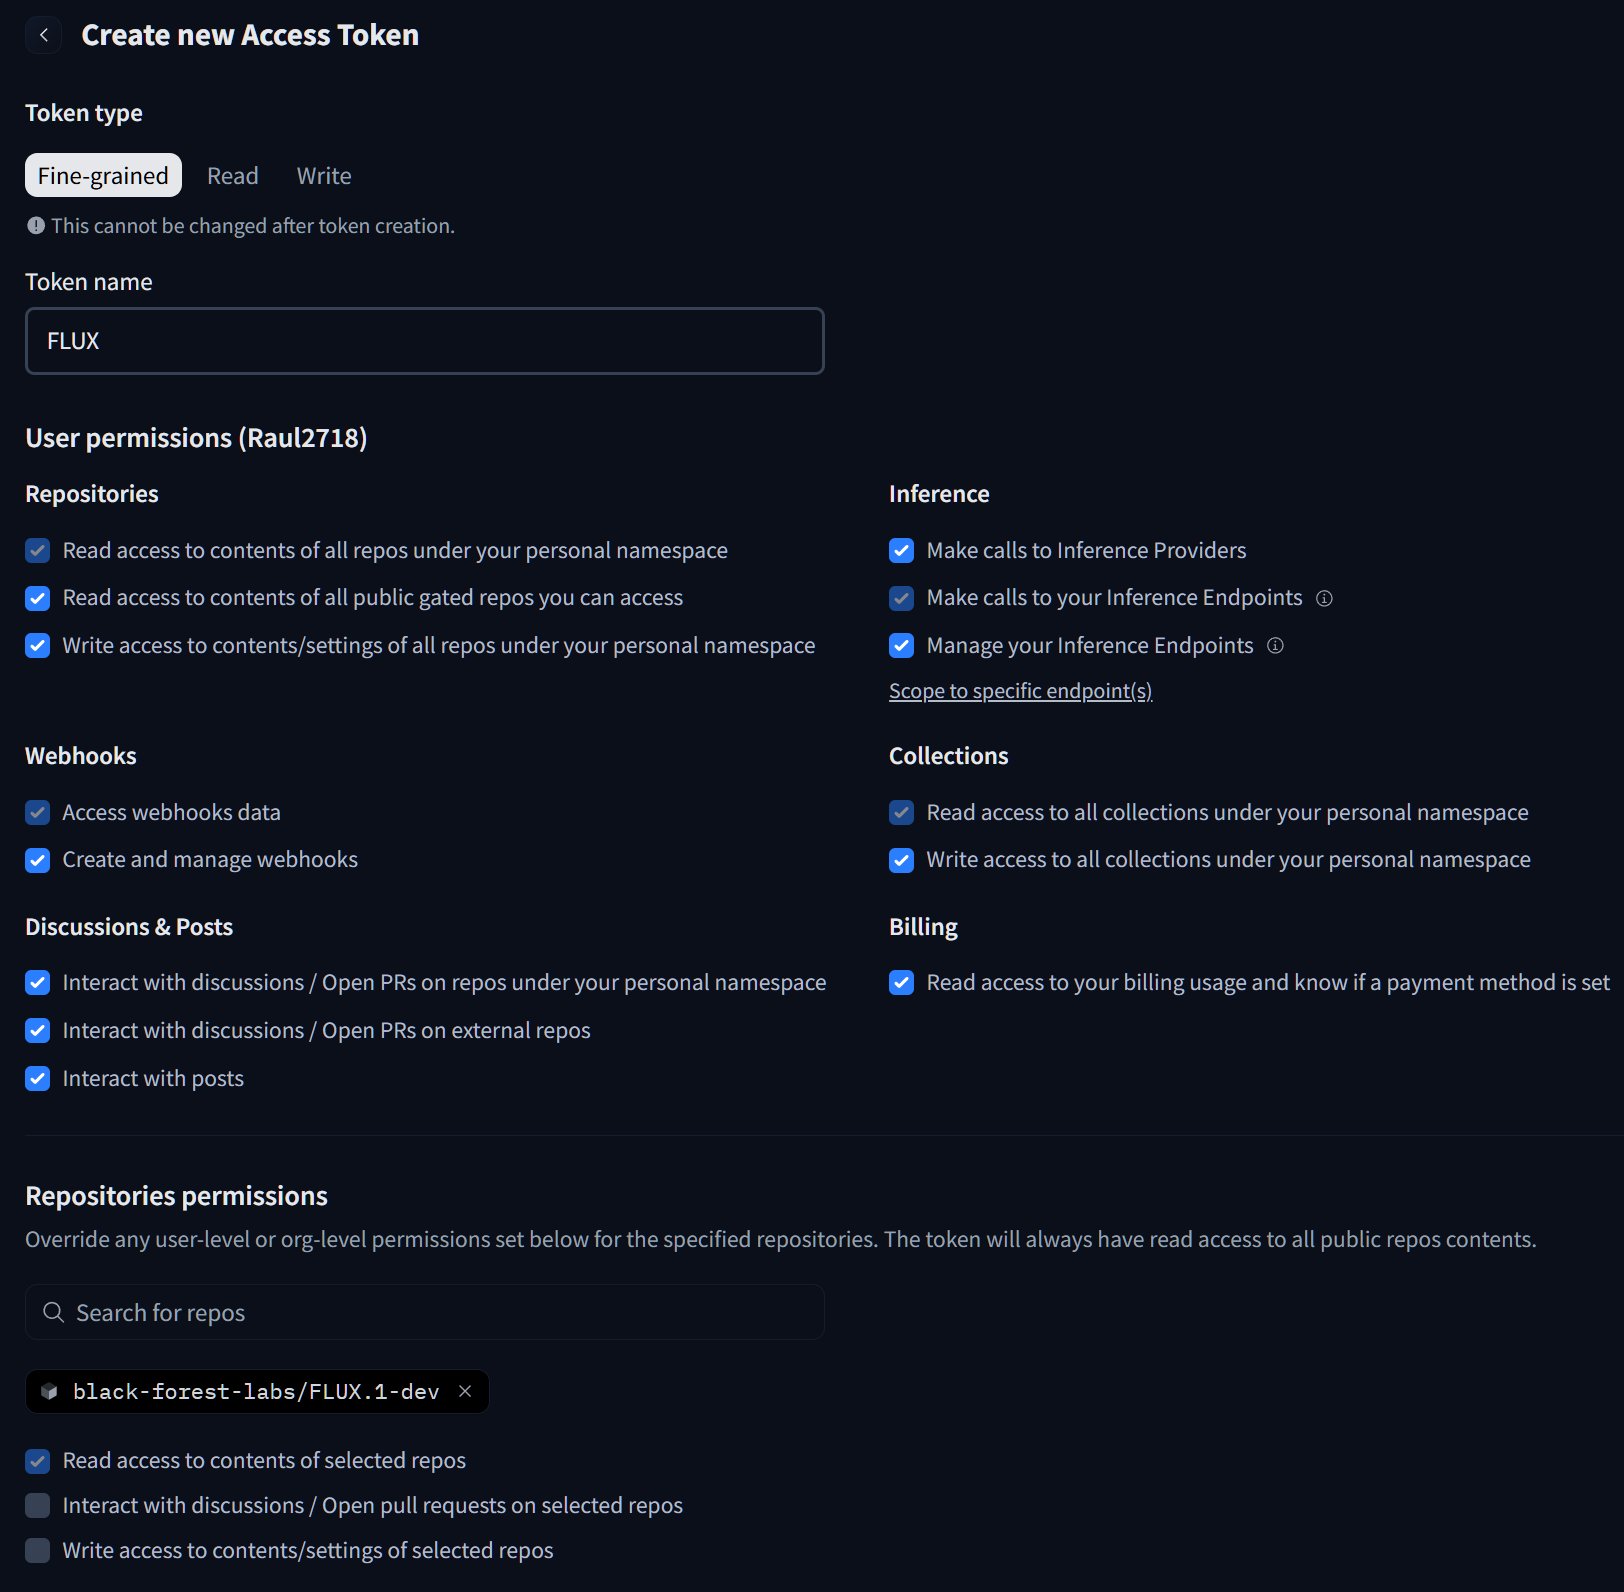 Create new Access Token
Token type
Fine-grained Read Write
This cannot be changed after token creation.
Token name
FLUX
User permissions (Raul2718)
Repositories
Read access to contents of all repos under your personal namespace
Read access to contents of all public gated repos you can access
Write access to contents/settings of all repos under your personal namespace
Inference
Make calls to Inference Providers
Make calls to your Inference Endpoints
Manage your Inference Endpoints
Scope to specific endpoint(s)
Webhooks
Access webhooks data
Create and manage webhooks
Collections
Read access to all collections under your personal namespace
Write access to all collections under your personal namespace
Discussions & Posts
Interact with discussions / Open PRs on repos under your personal namespace
Interact with discussions / Open PRs on external repos
Interact with posts
Billing
Read access to your billing usage and know if a payment method is set
Repositories permissions
Override any user-level or org-level permissions set below for the specified repositories. The token will always have read access to all public repos contents.
Search for repos
black-forest-labs/FLUX.1-dev
Read access to contents of selected repos
Interact with discussions / Open pull requests on selected repos
Write access to contents/settings of selected repos